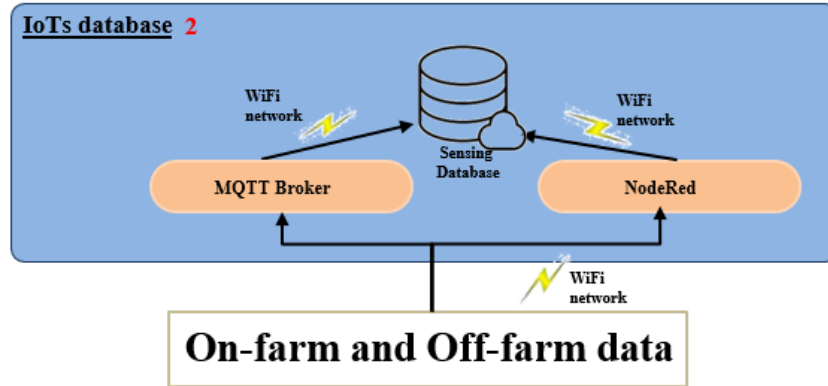 IoTs database 2
WiFi
network
WiFi
network
Sensing
Database
MQTT Broker
NodeRed
WiFi
network
On-farm and Off-farm data